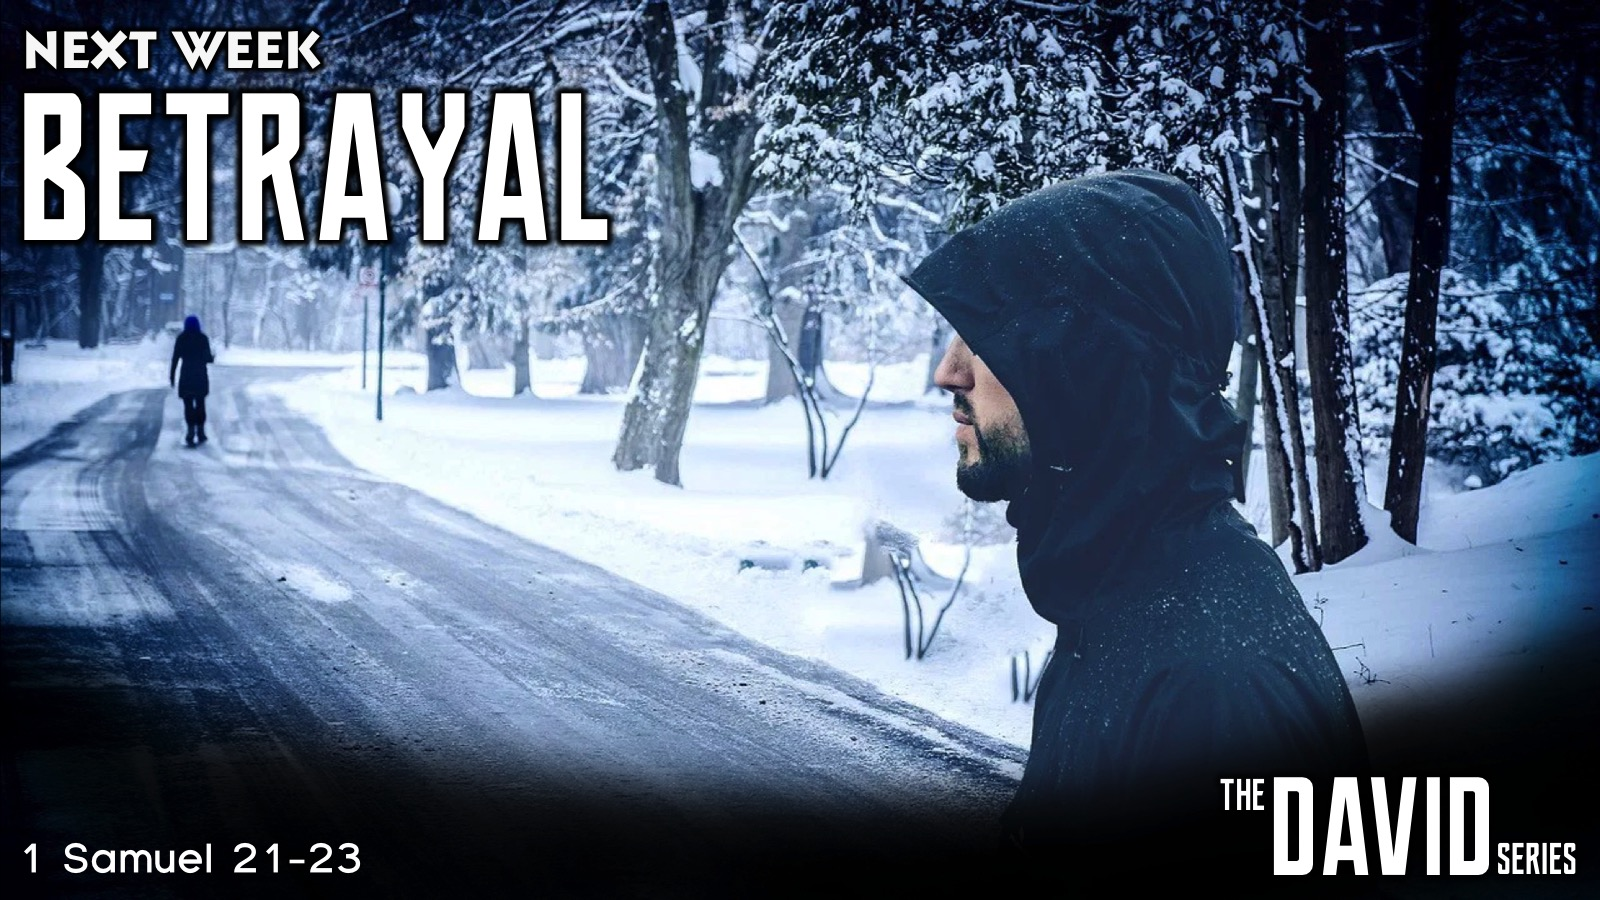 NEXT WEEK
BETRAYAL
1 Samuel 21-23
THE DAVID SERIES